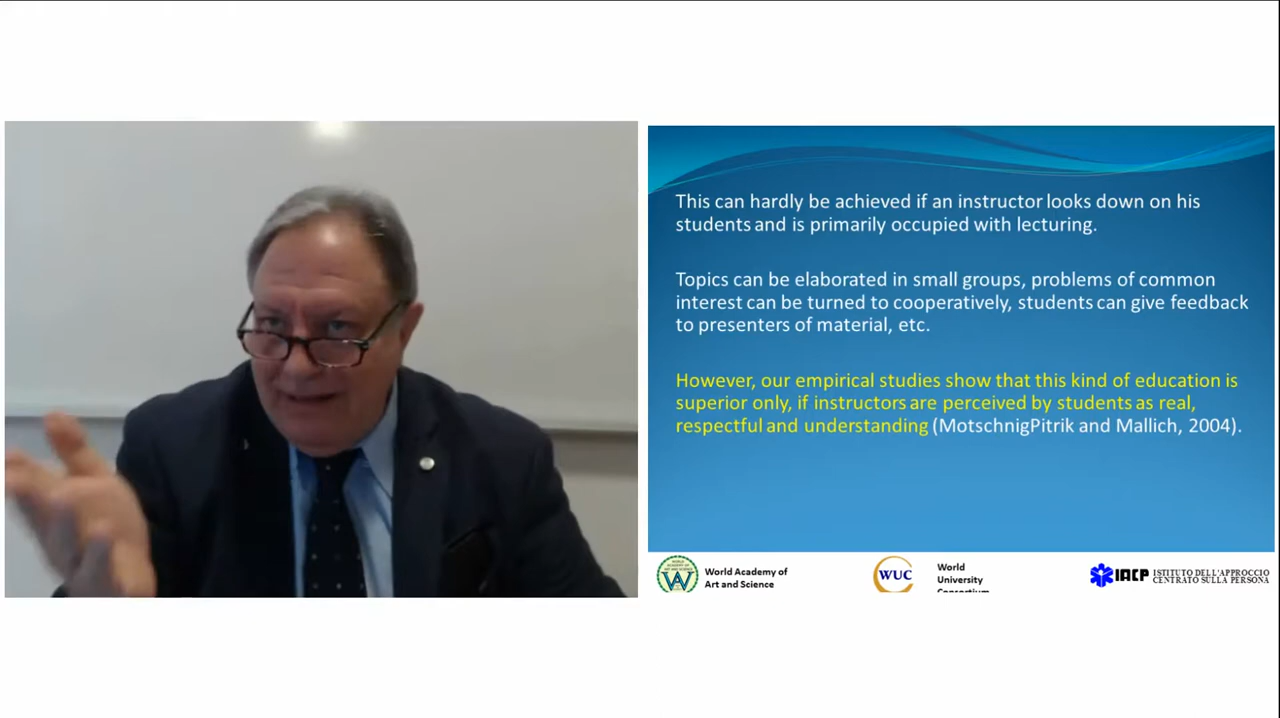 This can hardly be achieved if an instructor looks down on his
students and is primarily occupied with lecturing.
Topics can be elaborated in small groups, problems of common
interest can be turned to cooperatively, students can give feedback
to presenters of material, etc.
However, our empirical studies show that this kind of education is
superior only, if instructors are perceived by students as real,
respectful and understanding (MotschnigPitrik and Mallich, 2004).
World Academy of
Art and Science
WUC
World
University
Consortium
IACP ISTITUTO DELL'APPROCCIO
CENTRATO SULLA PERSONA